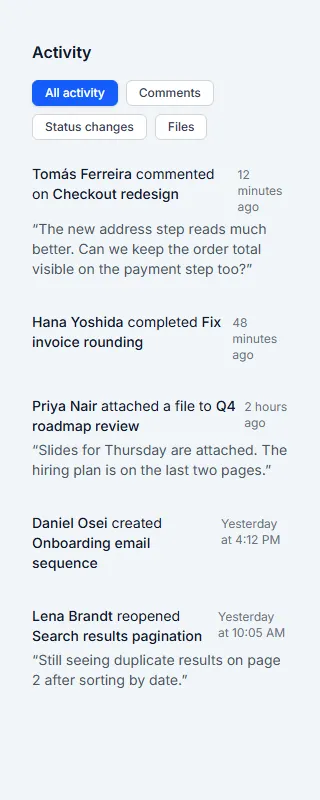 Activity
All activity
Comments
Status changes
Files
Tomás Ferreira commented
on Checkout redesign
12
minutes
ago
“The new address step reads much
better. Can we keep the order total
visible on the payment step too?”
Hana Yoshida completed Fix
invoice rounding
48
minutes
ago
Priya Nair attached a file to Q4
roadmap review
2 hours
ago
“Slides for Thursday are attached. The
hiring plan is on the last two pages.”
Daniel Osei created
Onboarding email
sequence
Yesterday
at 4:12 PM
Lena Brandt reopened
Search results pagination
Yesterday
at 10:05 AM
“Still seeing duplicate results on page
2 after sorting by date.”